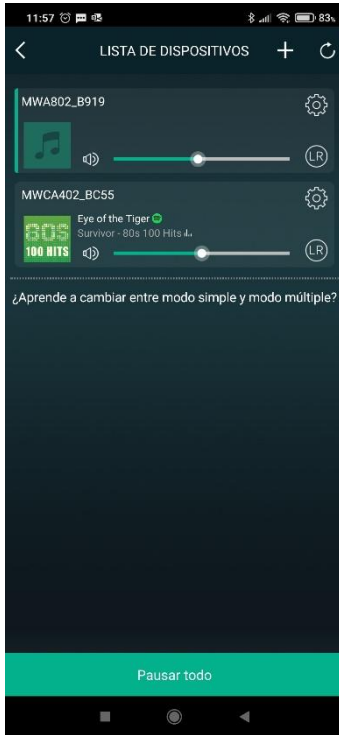 11:57 83%
LISTA DE DISPOSITIVOS
MWA802_B919
LR
MWCA402_BC55
80s
100 HITS
Eye of the Tiger
Survivor - 80s 100 Hits
LR
¿Aprende a cambiar entre modo simple y modo múltiple?
Pausar todo